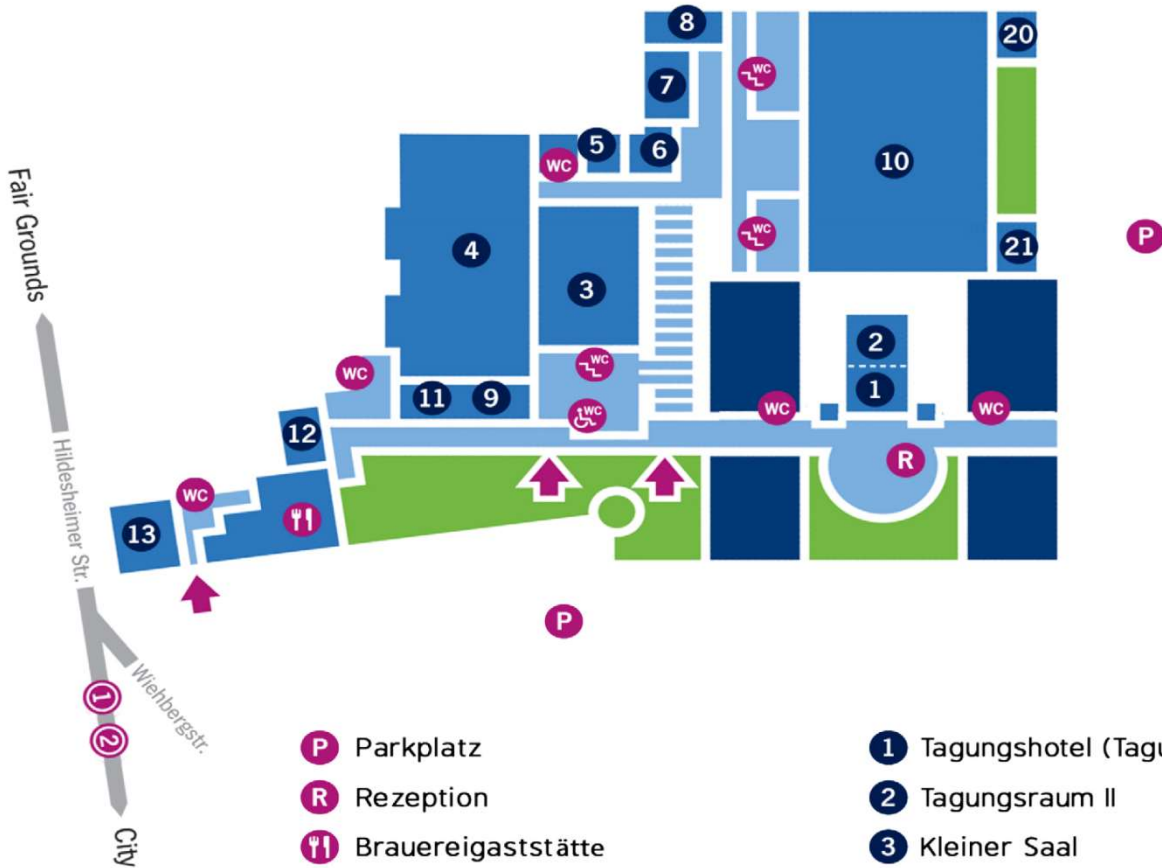 8
20
WC
7
5
6
WC
10
4
WC
21
P
3
Fair Grounds
2
WC
WC
1
11
9
WC
WC
WC
12
R
WC
13
Hildesheimer Str.
P
Wiehbergstr.
1
2
City
P Parkplatz
R Rezeption
Brauereigaststätte
1 Tagungshotel (Tagu
2 Tagungsraum II
3 Kleiner Saal